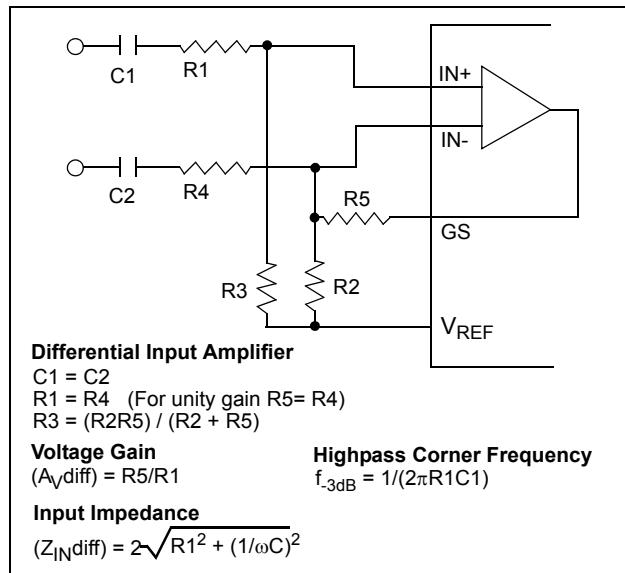 C1
R1
IN+
IN-
C2
R4
R5
GS
R3
R2
VREF
Differential Input Amplifier
C1 = C2
R1 = R4 (For unity gain R5= R4)
R3 = (R2R5) / (R2 + R5)
Voltage Gain
(AVdiff) = R5/R1
Highpass Corner Frequency
f-3dB = 1/(2πR1C1)
Input Impedance
(ZINdiff) = 2√R1² + (1/ωC)²